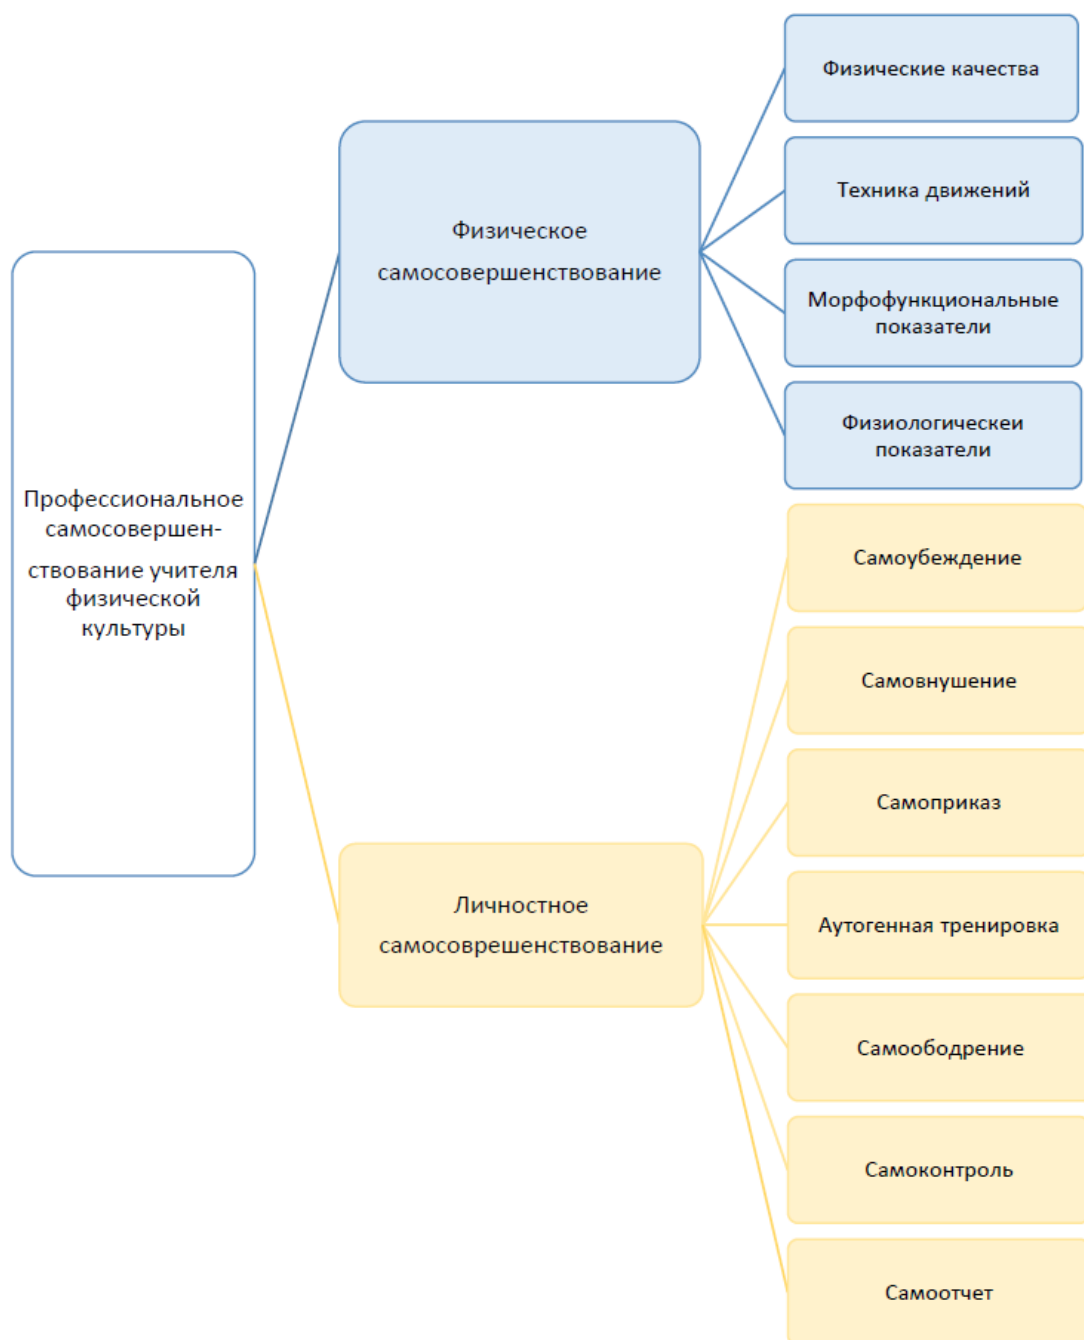 Физические качества
Техника движений
Физическое
самосовершенствование
Морфофункциональные
показатели
Физиологическеи
показатели
Профессиональное
самосовершен-
ствование учителя
физической
культуры
Самоубеждение
Самовнушение
Самоприказ
Личностное
самосоврешенствование
Аутогенная тренировка
Самоободрение
Самоконтроль
Самоотчет